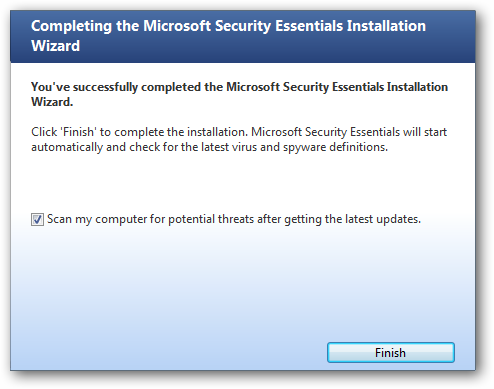 Completing the Microsoft Security Essentials Installation
Wizard
You've successfully completed the Microsoft Security Essentials Installation
Wizard.
Click 'Finish' to complete the installation. Microsoft Security Essentials will start
automatically and check for the latest virus and spyware definitions.
Scan my computer for potential threats after getting the latest updates.
Finish